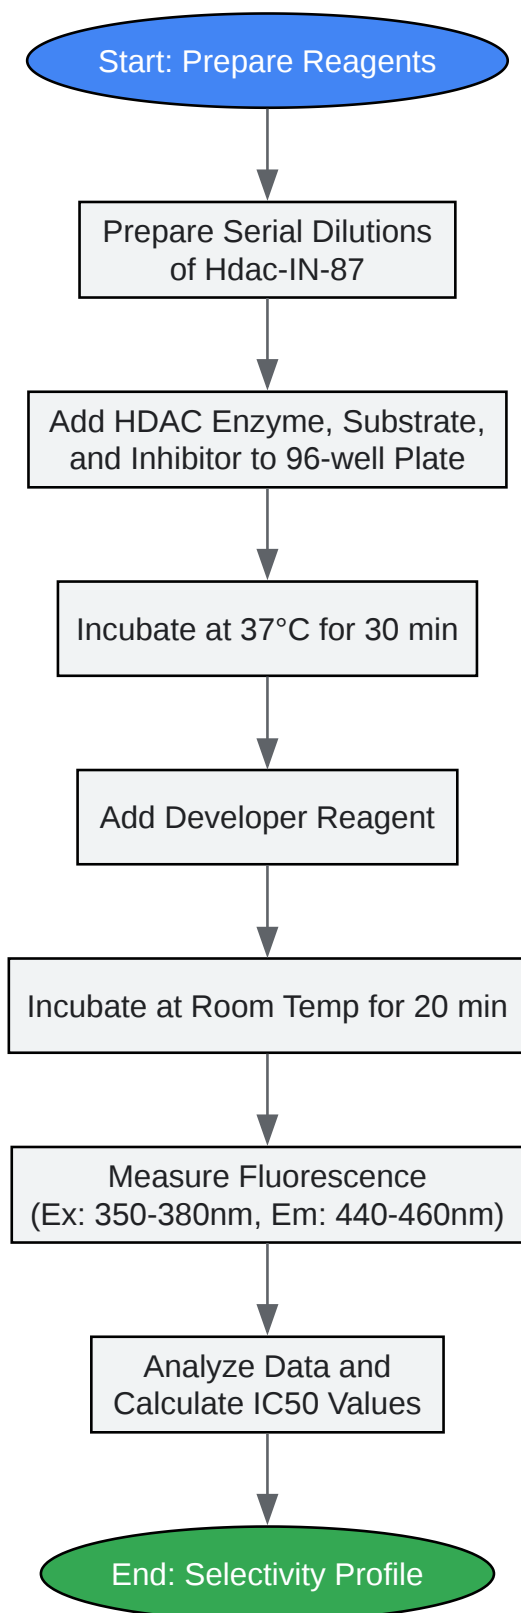 Start: Prepare Reagents
Prepare Serial Dilutions
of Hdac-IN-87
Add HDAC Enzyme, Substrate,
and Inhibitor to 96-well Plate
Incubate at 37°C for 30 min
Add Developer Reagent
Incubate at Room Temp for 20 min
Measure Fluorescence
(Ex: 350-380nm, Em: 440-460nm)
Analyze Data and
Calculate IC50 Values
End: Selectivity Profile